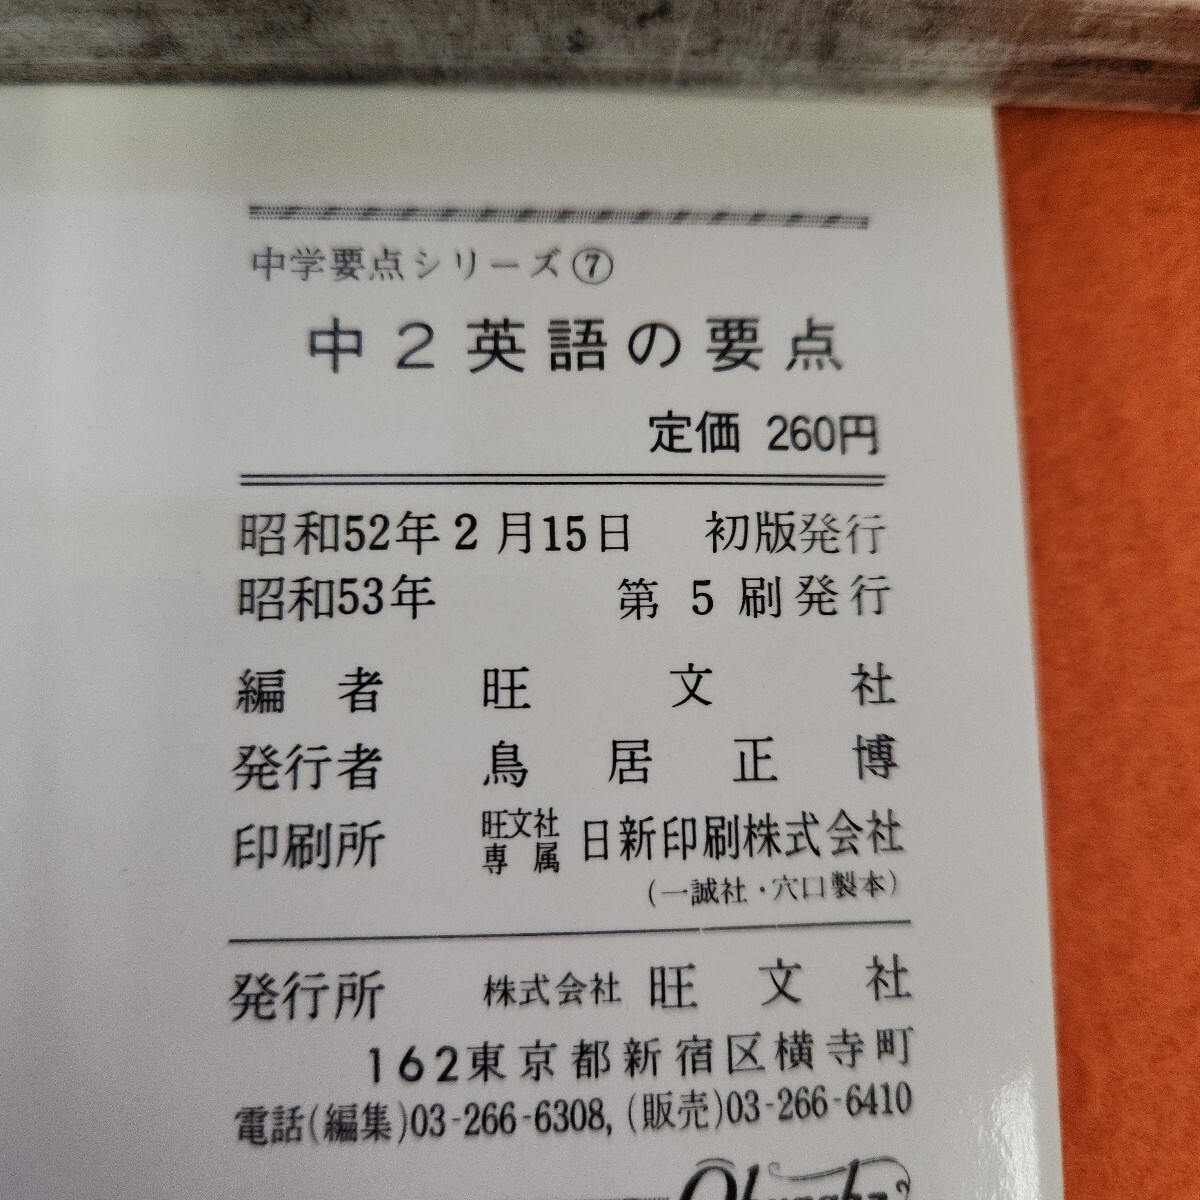 中学要点シリーズ⑦
中2英語の要点
定価 260円
昭和52年2月15日 初版発行
昭和53年 第5刷発行
編者 旺文社
発行者 鳥居正博
印刷所 旺文社専属 日新印刷株式会社
(一誠社・穴口製本)
発行所 株式会社 旺文社
162東京都新宿区横寺町
電話(編集)03-266-6308, (販売)03-266-6410